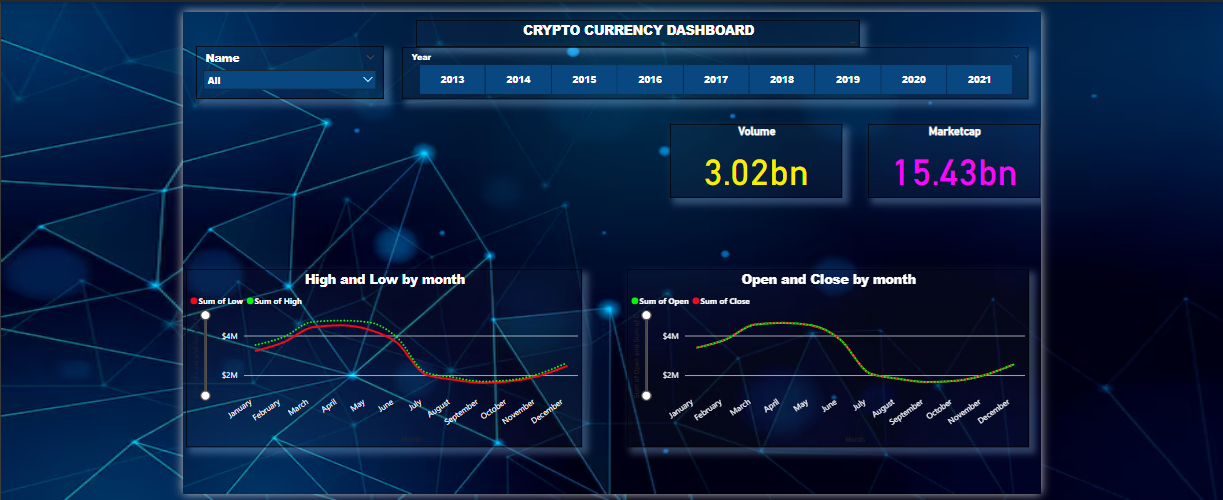 CRYPTO CURRENCY DASHBOARD
Name
All
Year
2013 2014 2015 2016 2017 2018 2019 2020 2021
Volume
3.02bn
Marketcap
15.43bn
High and Low by month
Sum of Low Sum of High
$4M
$2M
January February March April May June July August September October November December
Month
Open and Close by month
Sum of Open Sum of Close
$4M
$2M
January February March April May June July August September October November December
Month